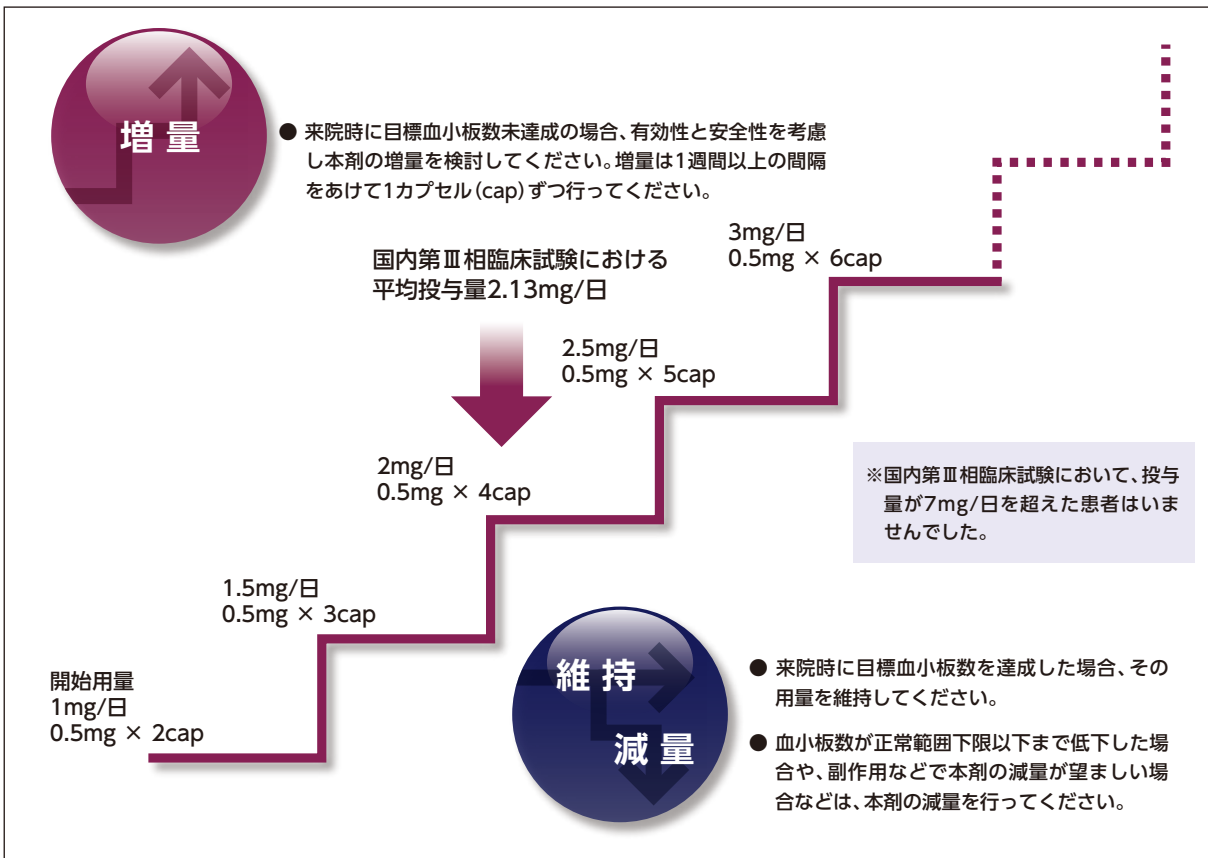 増量
● 来院時に目標血小板数未達成の場合、有効性と安全性を考慮
し本剤の増量を検討してください。増量は1週間以上の間隔
をあけて1カプセル(cap)ずつ行ってください。
国内第Ⅲ相臨床試験における
平均投与量2.13mg/日
3mg/日
0.5mg × 6cap
2.5mg/日
0.5mg × 5cap
2mg/日
0.5mg × 4cap
※国内第Ⅲ相臨床試験において、投与
量が7mg/日を超えた患者はいま
せんでした。
1.5mg/日
0.5mg × 3cap
開始用量
1mg/日
0.5mg × 2cap
維持
減量
● 来院時に目標血小板数を達成した場合、その
用量を維持してください。
● 血小板数が正常範囲下限以下まで低下した場
合や、副作用などで本剤の減量が望ましい場
合などは、本剤の減量を行ってください。